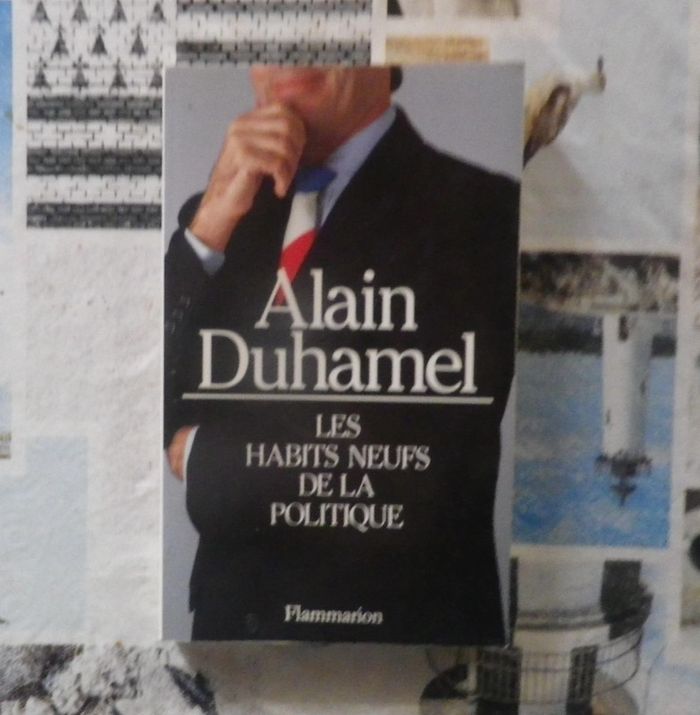 Alain
Duhamel
LES
HABITS NEUFS
DE LA
POLITIQUE
Flammarion